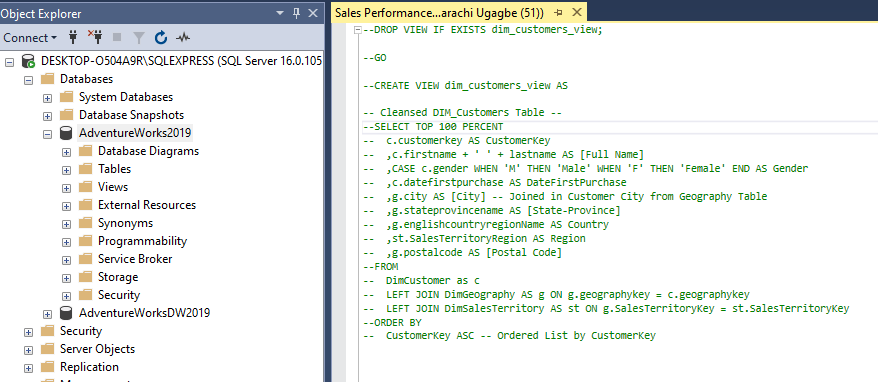 Object Explorer
Connect
DESKTOP-O504A9R\SQLEXPRESS (SQL Server 16.0.105
Databases
System Databases
Database Snapshots
AdventureWorks2019
Database Diagrams
Tables
Views
External Resources
Synonyms
Programmability
Service Broker
Storage
Security
AdventureWorksDW2019
Security
Server Objects
Replication
Sales Performance...arachi Ugagbe (51))
--DROP VIEW IF EXISTS dim_customers_view;
--GO
--CREATE VIEW dim_customers_view AS
-- Cleansed DIM_Customers Table --
--SELECT TOP 100 PERCENT
-- c.customerkey AS CustomerKey
-- ,c.firstname + ' ' + lastname AS [Full Name]
-- ,CASE c.gender WHEN 'M' THEN 'Male' WHEN 'F' THEN 'Female' END AS Gender
-- ,c.datefirstpurchase AS DateFirstPurchase
-- ,g.city AS [City] -- Joined in Customer City from Geography Table
-- ,g.stateprovincename AS [State-Province]
-- ,g.englishcountryregionName AS Country
-- ,st.SalesTerritoryRegion AS Region
-- ,g.postalcode AS [Postal Code]
--FROM
-- DimCustomer as c
-- LEFT JOIN DimGeography AS g ON g.geographykey = c.geographykey
-- LEFT JOIN DimSalesTerritory AS st ON g.SalesTerritoryKey = st.SalesTerritoryKey
--ORDER BY
-- CustomerKey ASC -- Ordered List by CustomerKey